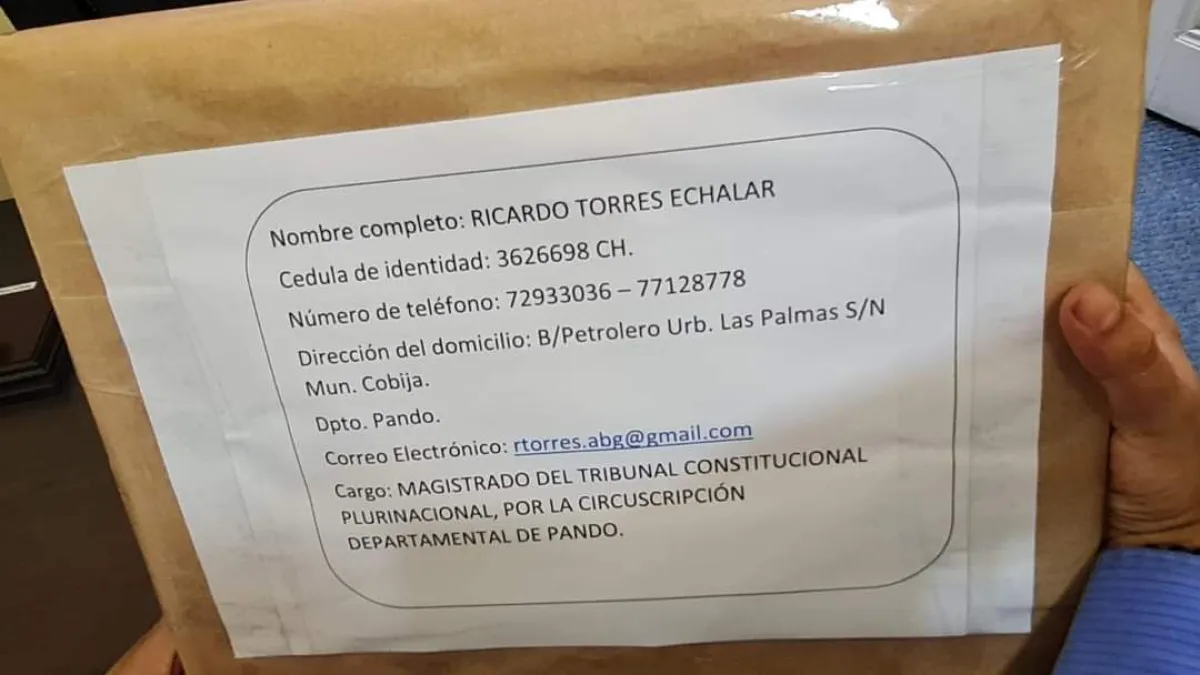 Nombre completo: RICARDO TORRES ECHALAR
Cedula de identidad: 3626698 CH.
Número de teléfono: 72933036 – 77128778
Dirección del domicilio: B/Petrolero Urb. Las Palmas S/N
Mun. Cobija.
Dpto. Pando.
Correo Electrónico: rtorres.abg@gmail.com
Cargo: MAGISTRADO DEL TRIBUNAL CONSTITUCIONAL
PLURINACIONAL, POR LA CIRCUSCRIPCIÓN
DEPARTAMENTAL DE PANDO.